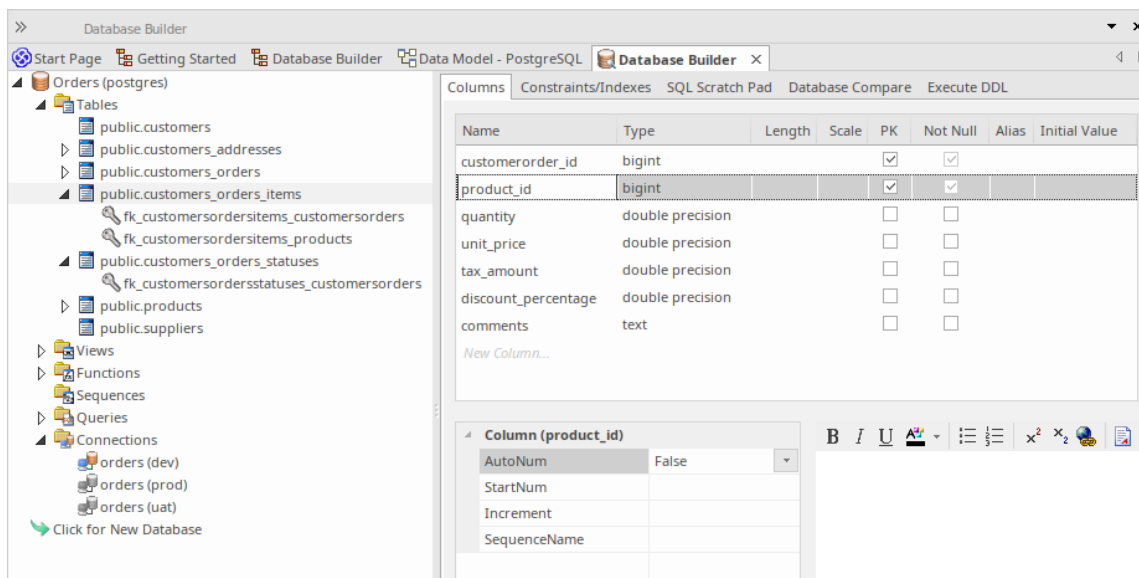 Database Builder
Start Page Getting Started Database Builder Data Model - PostgreSQL Database Builder
Orders (postgres)
Tables
public.customers
public.customers_addresses
public.customers_orders
public.customers_orders_items
fk_customersordersitems_customersorders
fk_customersordersitems_products
public.customers_orders_statuses
fk_customersordersstatuses_customersorders
public.products
public.suppliers
Views
Functions
Sequences
Queries
Connections
orders (dev)
orders (prod)
orders (uat)
Click for New Database
Columns Constraints/Indexes SQL Scratch Pad Database Compare Execute DDL
Name Type Length Scale PK Not Null Alias Initial Value
customerorder_id bigint
product_id bigint
quantity double precision
unit_price double precision
tax_amount double precision
discount_percentage double precision
comments text
New Column...
Column (product_id)
AutoNum False
StartNum
Increment
SequenceName
B I U A x² x₂